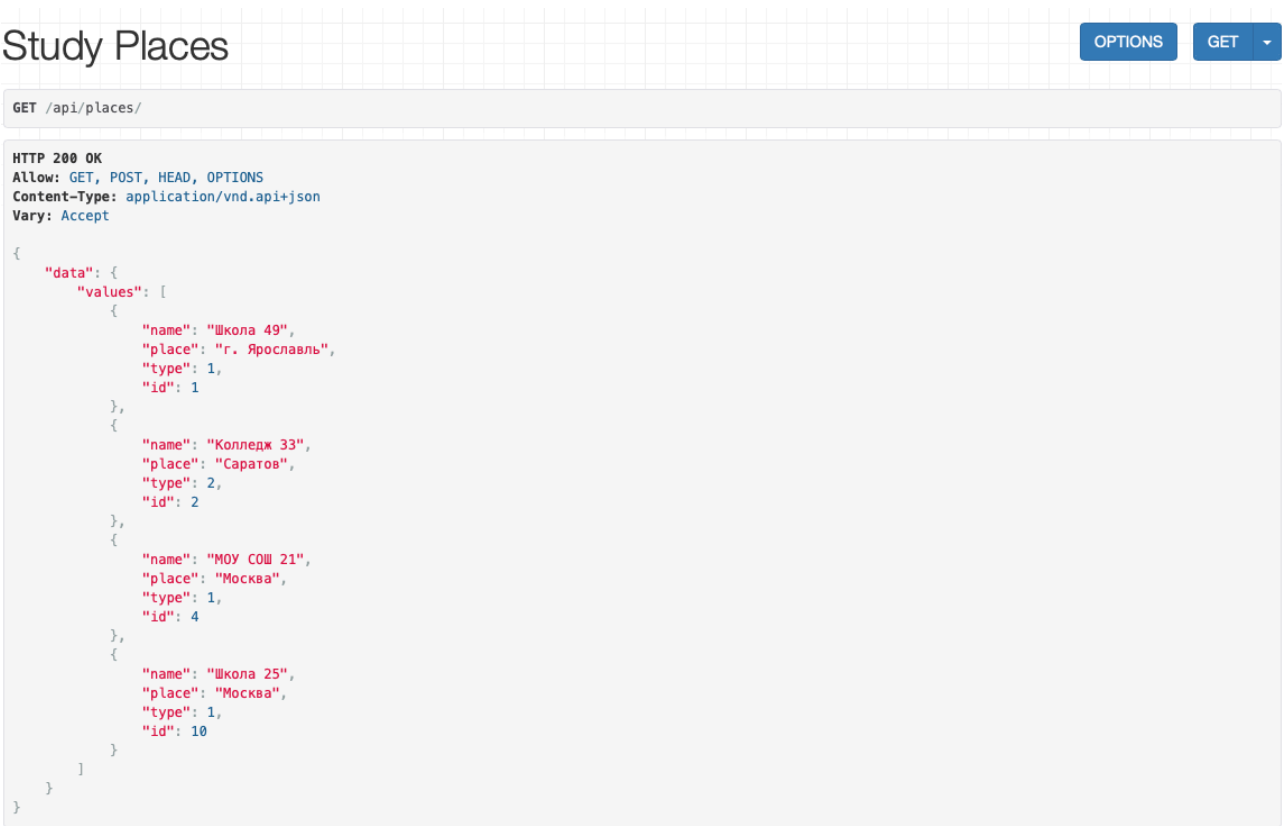 Study Places
OPTIONS
GET
GET /api/places/
HTTP 200 OK
Allow: GET, POST, HEAD, OPTIONS
Content-Type: application/vnd.api+json
Vary: Accept
{
    "data": {
        "values": [
            {
                "name": "Школа 49",
                "place": "г. Ярославль",
                "type": 1,
                "id": 1
            },
            {
                "name": "Колледж 33",
                "place": "Саратов",
                "type": 2,
                "id": 2
            },
            {
                "name": "МОУ СОШ 21",
                "place": "Москва",
                "type": 1,
                "id": 4
            },
            {
                "name": "Школа 25",
                "place": "Москва",
                "type": 1,
                "id": 10
            }
        ]
    }
}